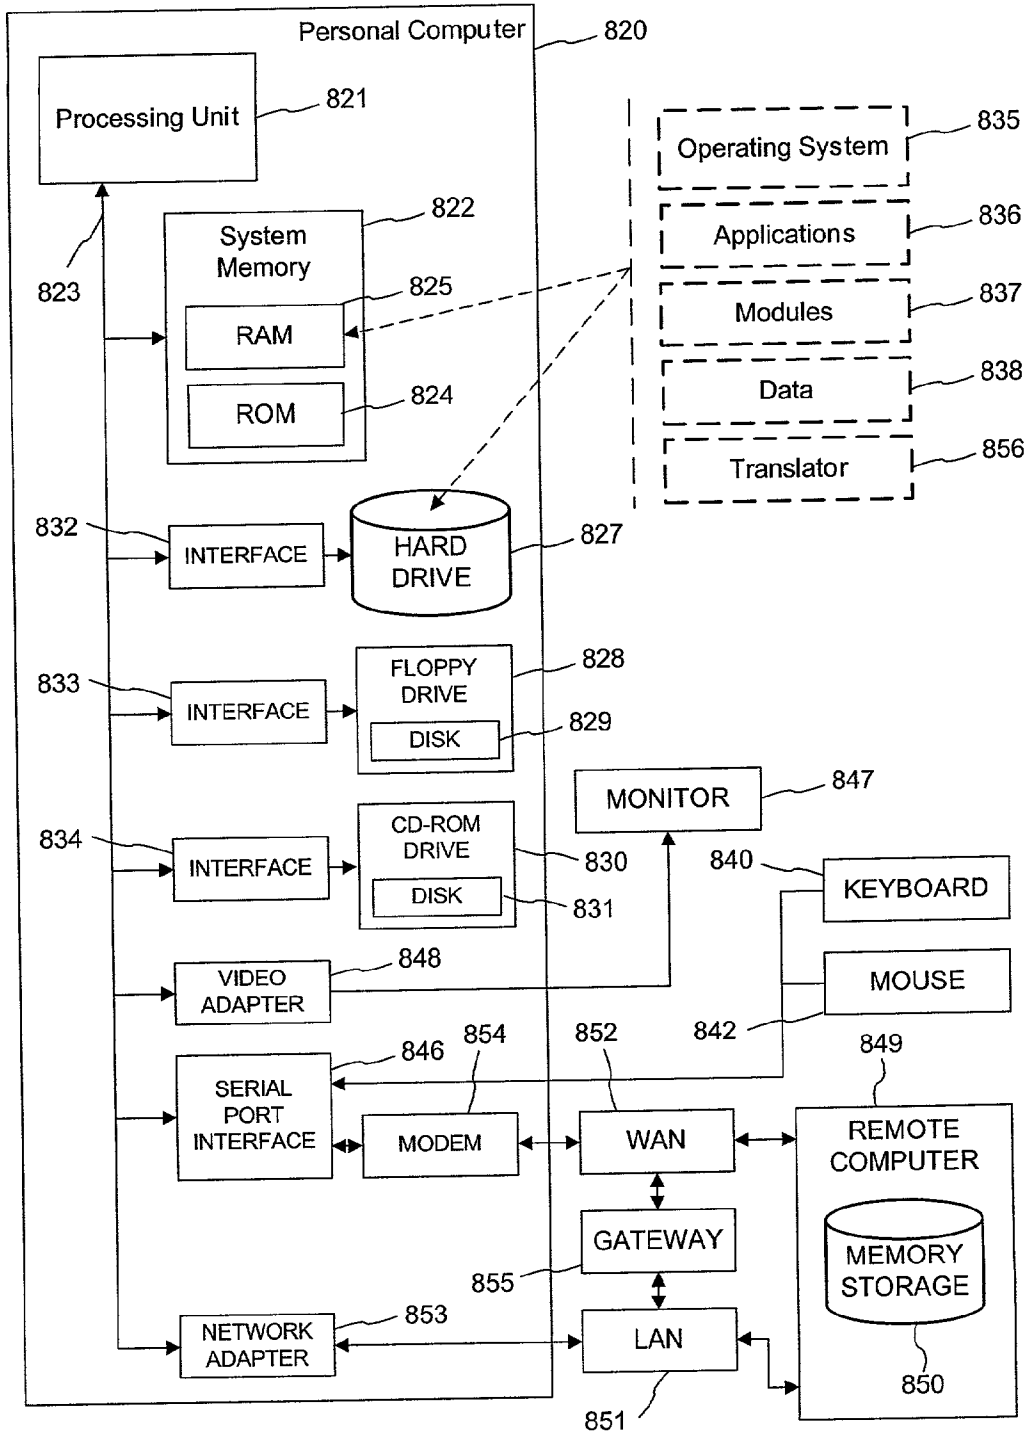 Personal Computer
820
Processing Unit
821
823
System
Memory
822
RAM
825
ROM
824
Operating System
835
Applications
836
Modules
837
Data
838
Translator
856
832
INTERFACE
HARD
DRIVE
827
833
INTERFACE
FLOPPY
DRIVE
828
DISK
829
834
INTERFACE
CD-ROM
DRIVE
830
DISK
831
MONITOR
847
840
KEYBOARD
VIDEO
ADAPTER
848
MOUSE
842
SERIAL
PORT
INTERFACE
846
854
MODEM
852
WAN
849
REMOTE
COMPUTER
GATEWAY
855
MEMORY
STORAGE
850
NETWORK
ADAPTER
853
LAN
851